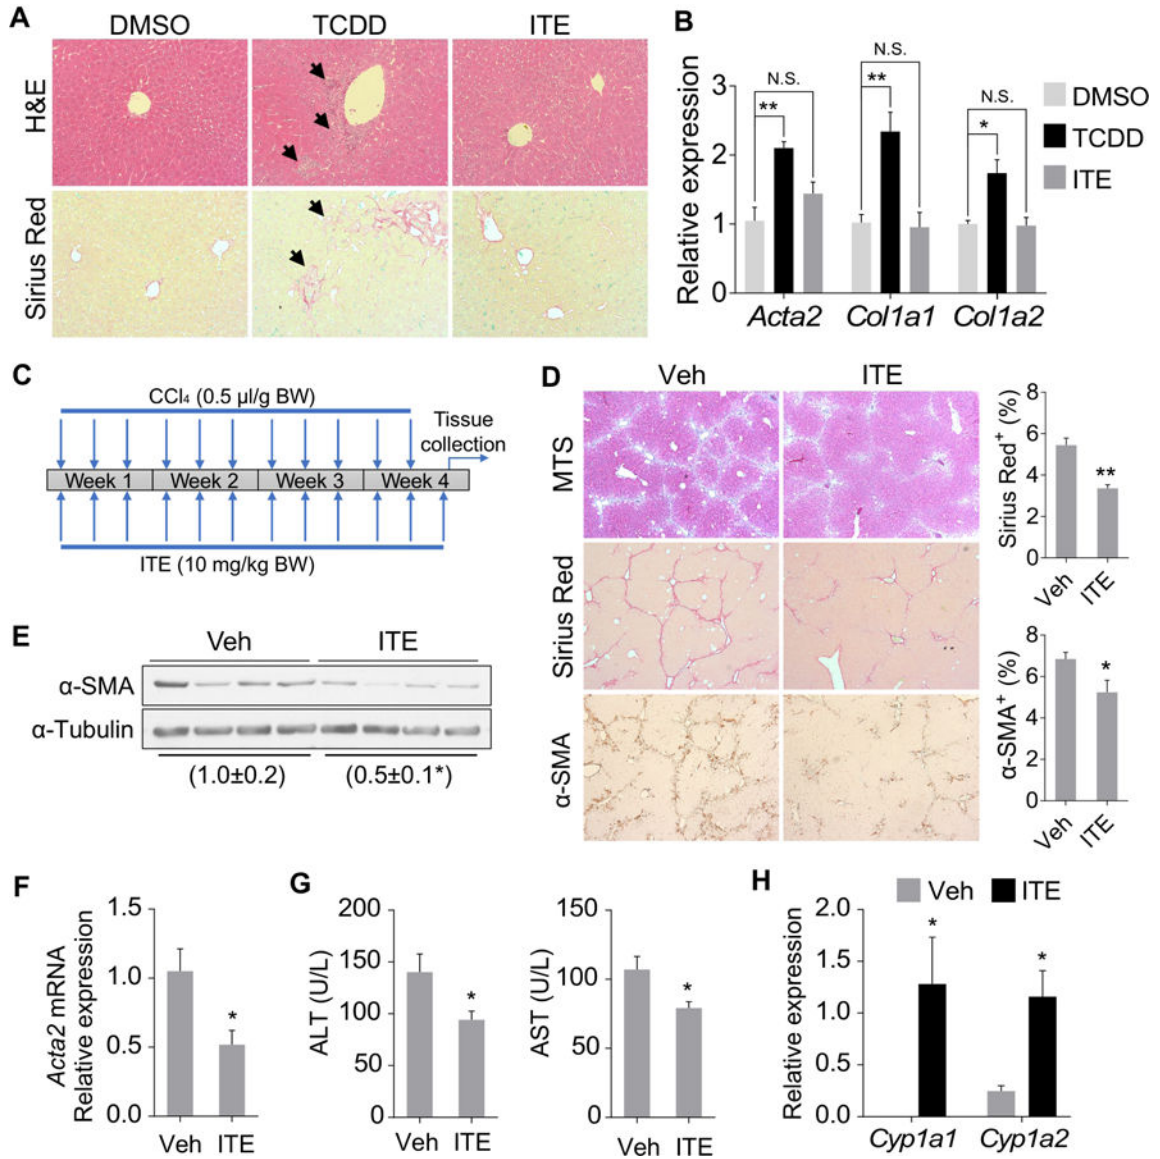 A
DMSO
TCDD
ITE
H&E
Sirius Red
B
Relative expression
3
2
1
0
N.S.
**
N.S.
**
N.S.
*
DMSO
TCDD
ITE
Acta2
Col1a1
Col1a2
C
CCl₄ (0.5 µl/g BW)
Tissue
collection
Week 1
Week 2
Week 3
Week 4
ITE (10 mg/kg BW)
D
Veh
ITE
MTS
Sirius Red
α-SMA
Sirius Red⁺ (%)
8
6
4
2
0
**
Veh
ITE
α-SMA⁺ (%)
8
6
4
2
0
*
Veh
ITE
E
Veh
ITE
α-SMA
α-Tubulin
(1.0±0.2)
(0.5±0.1*)
F
Acta2 mRNA
Relative expression
1.5
1.0
0.5
0.0
*
Veh
ITE
G
ALT (U/L)
200
150
100
50
0
*
Veh
ITE
AST (U/L)
150
100
50
0
*
Veh
ITE
H
Veh
ITE
Relative expression
2.0
1.5
1.0
0.5
0.0
*
*
Cyp1a1
Cyp1a2